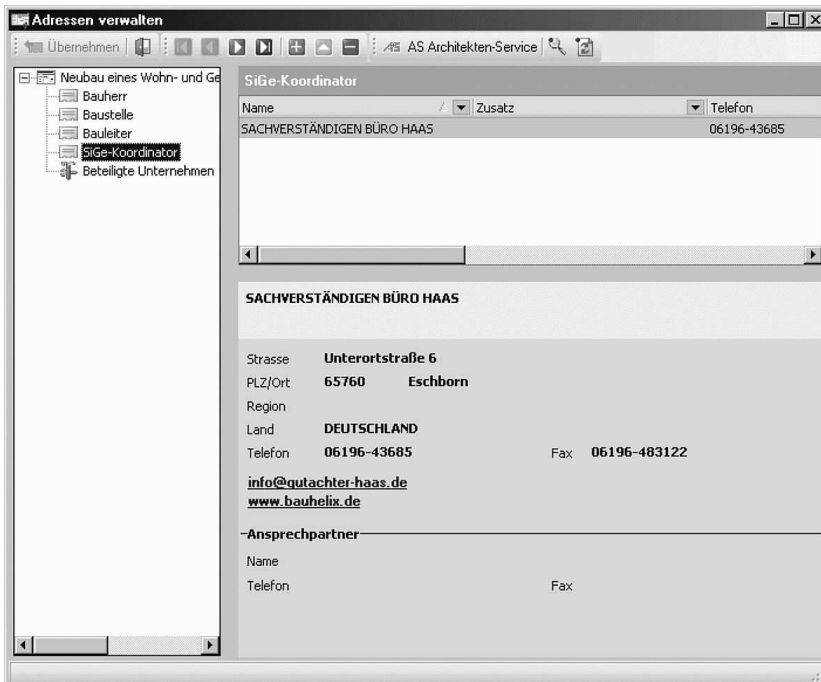 Adressen verwalten
Übernehmen AS AS Architekten-Service
Neubau eines Wohn- und Ge
Bauherr
Baustelle
Bauleiter
SiGe-Koordinator
Beteiligte Unternehmen
SiGe-Koordinator
Name Zusatz Telefon
SACHVERSTÄNDIGEN BÜRO HAAS 06196-43685
SACHVERSTÄNDIGEN BÜRO HAAS
Strasse Unterortstraße 6
PLZ/Ort 65760 Eschborn
Region
Land DEUTSCHLAND
Telefon 06196-43685 Fax 06196-483122
info@gutachter-haas.de
www.bauhelix.de
Ansprechpartner
Name
Telefon Fax